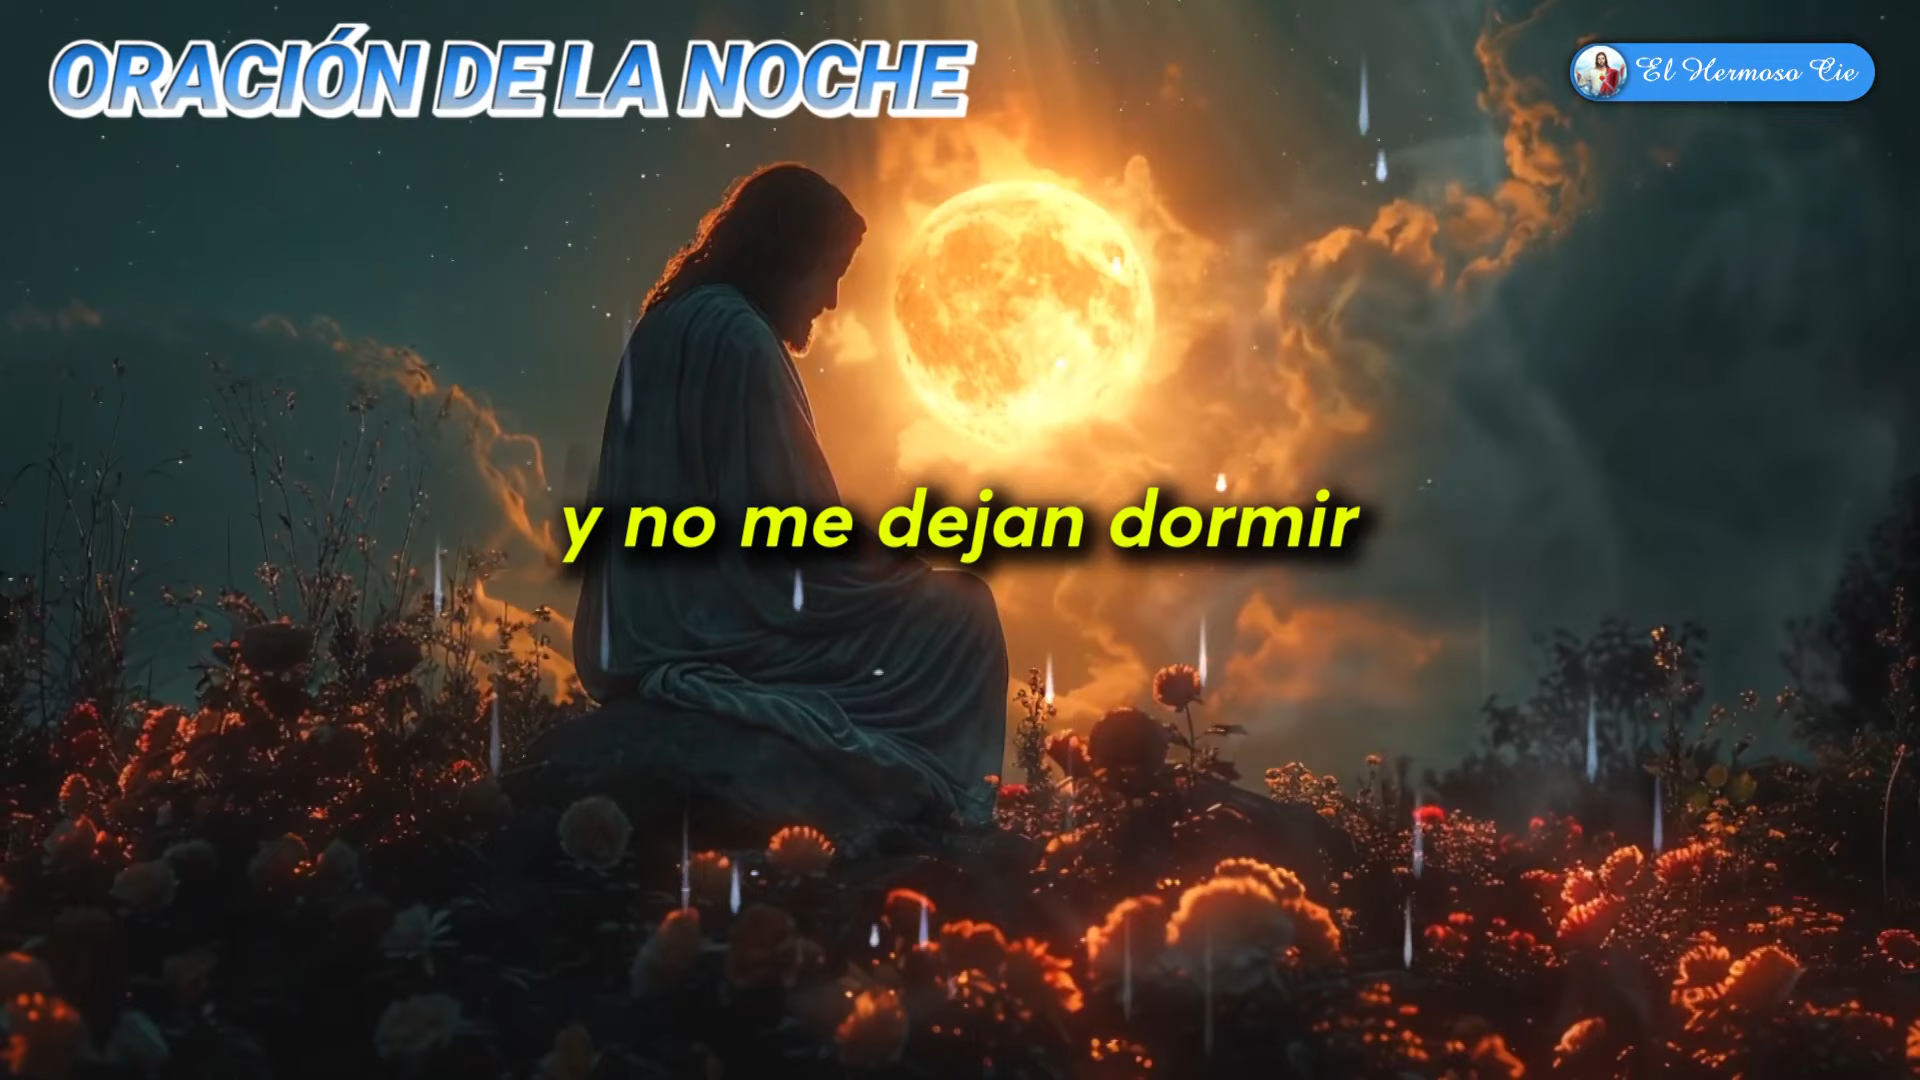 ORACIÓN DE LA NOCHE
El Hermoso Cie
y no me dejan dormir